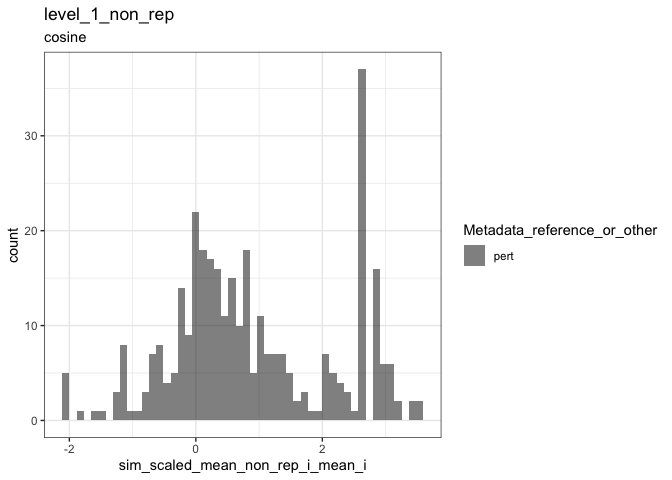 level_1_non_rep
cosine
30
20
10
0
count
-2 0 2
sim_scaled_mean_non_rep_i_mean_i
Metadata_reference_or_other
pert